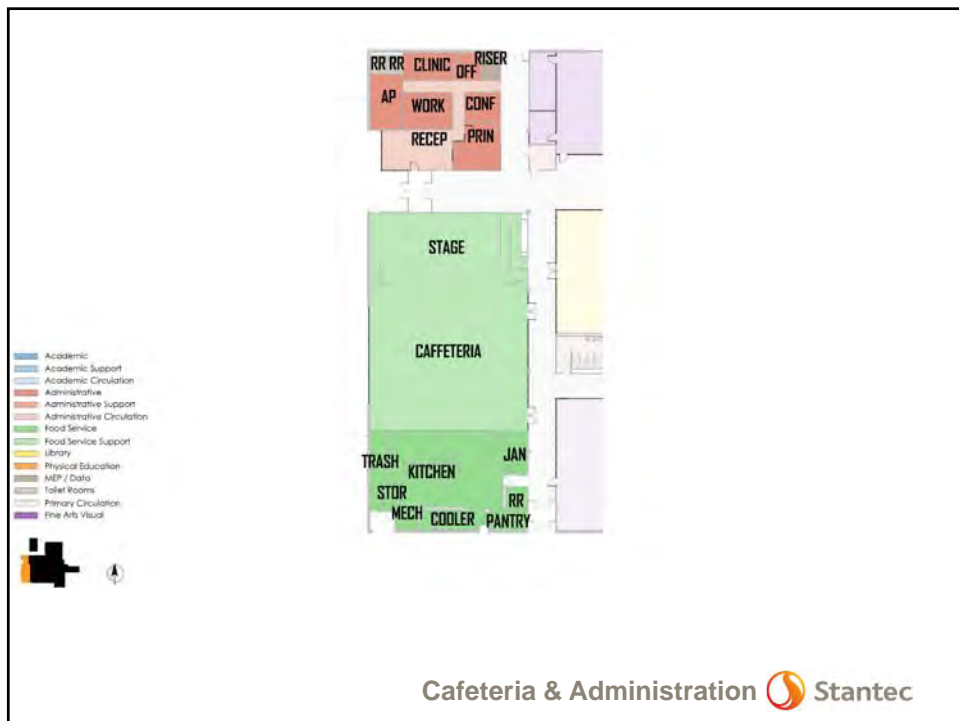 RISER
RR RR CLINIC
OFF
AP
WORK
CONF
RECEP
PRIN
STAGE
CAFFETERIA
Academic
Academic Support
Academic Circulation
Administrative
Administrative Support
Administrative Circulation
Food Service
Food Service Support
Library
Physical Education
MEP / Data
Toilet Rooms
Primary Circulation
Fine Arts Visual
JAN
TRASH
KITCHEN
STOR
RR
MECH
COOLER
PANTRY
Cafeteria & Administration
Stantec